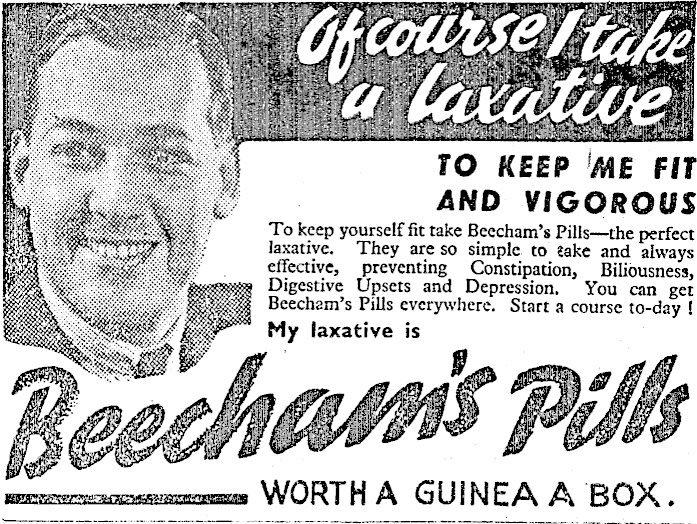 Of course I take
a laxative
TO KEEP ME FIT
AND VIGOROUS
To keep yourself fit take Beecham's Pills—the perfect
laxative. They are so simple to take and always
effective, preventing Constipation, Biliousness,
Digestive Upsets and Depression. You can get
Beecham's Pills everywhere. Start a course to-day !
My laxative is
Beecham's Pills
WORTH A GUINEA A BOX.